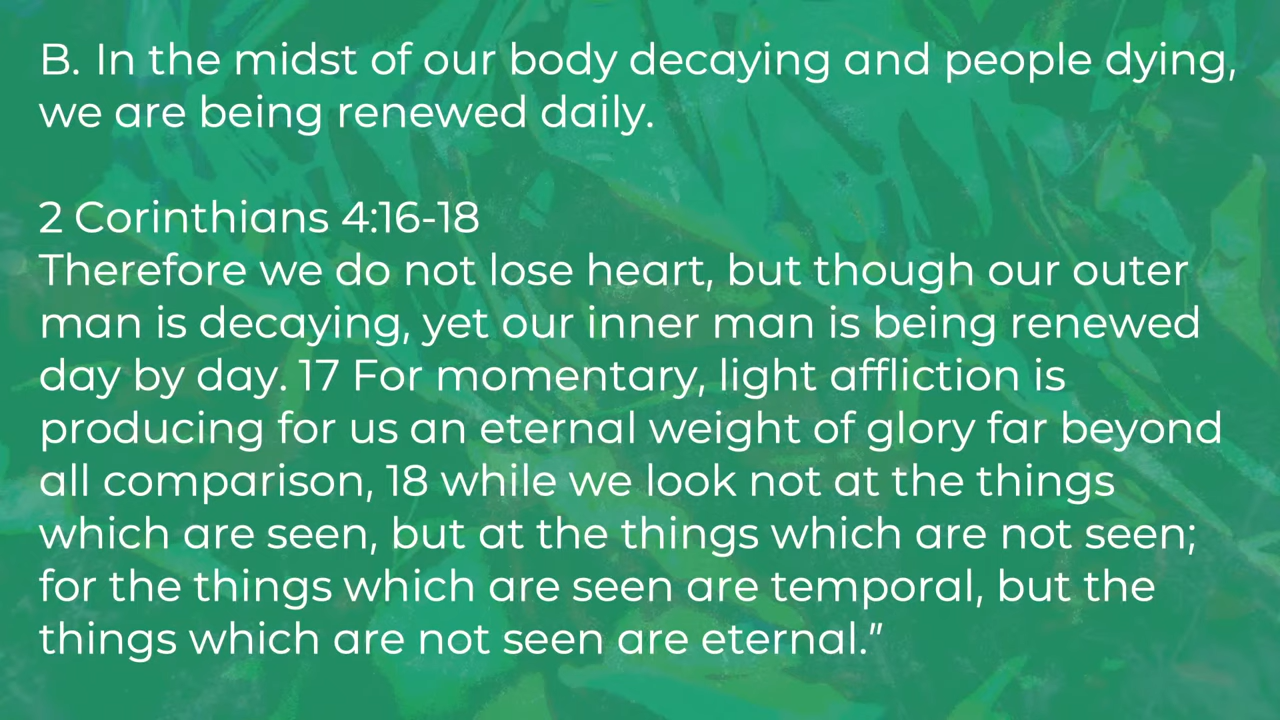 B. In the midst of our body decaying and people dying,
we are being renewed daily.
2 Corinthians 4:16-18
Therefore we do not lose heart, but though our outer
man is decaying, yet our inner man is being renewed
day by day. 17 For momentary, light affliction is
producing for us an eternal weight of glory far beyond
all comparison, 18 while we look not at the things
which are seen, but at the things which are not seen;
for the things which are seen are temporal, but the
things which are not seen are eternal.”